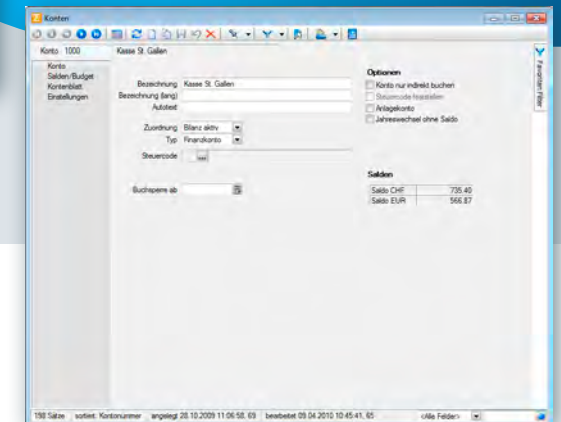 Konten
Konto 1000 Kasse St. Gallen
Konto
Salden/Budget
Kontenblatt
Einstellungen
Bezeichnung Kasse St. Gallen
Bezeichnung (lang)
Autotext
Zuordnung Bilanz aktiv
Typ Finanzkonto
Steuercode
Buchsperre ab
Optionen
Konto nur indirekt buchen
Steuercode feststellen
Anlagekonto
Jahreswechsel ohne Saldo
Salden
Saldo CHF 735.40
Saldo EUR 566.87
Favoriten Filter
198 Sätze sortiert: Kontonummer angelegt 28.10.2009 11:06:58, 69 bearbeitet 09.04.2010 10:45:41, 65 <Alle Felder>